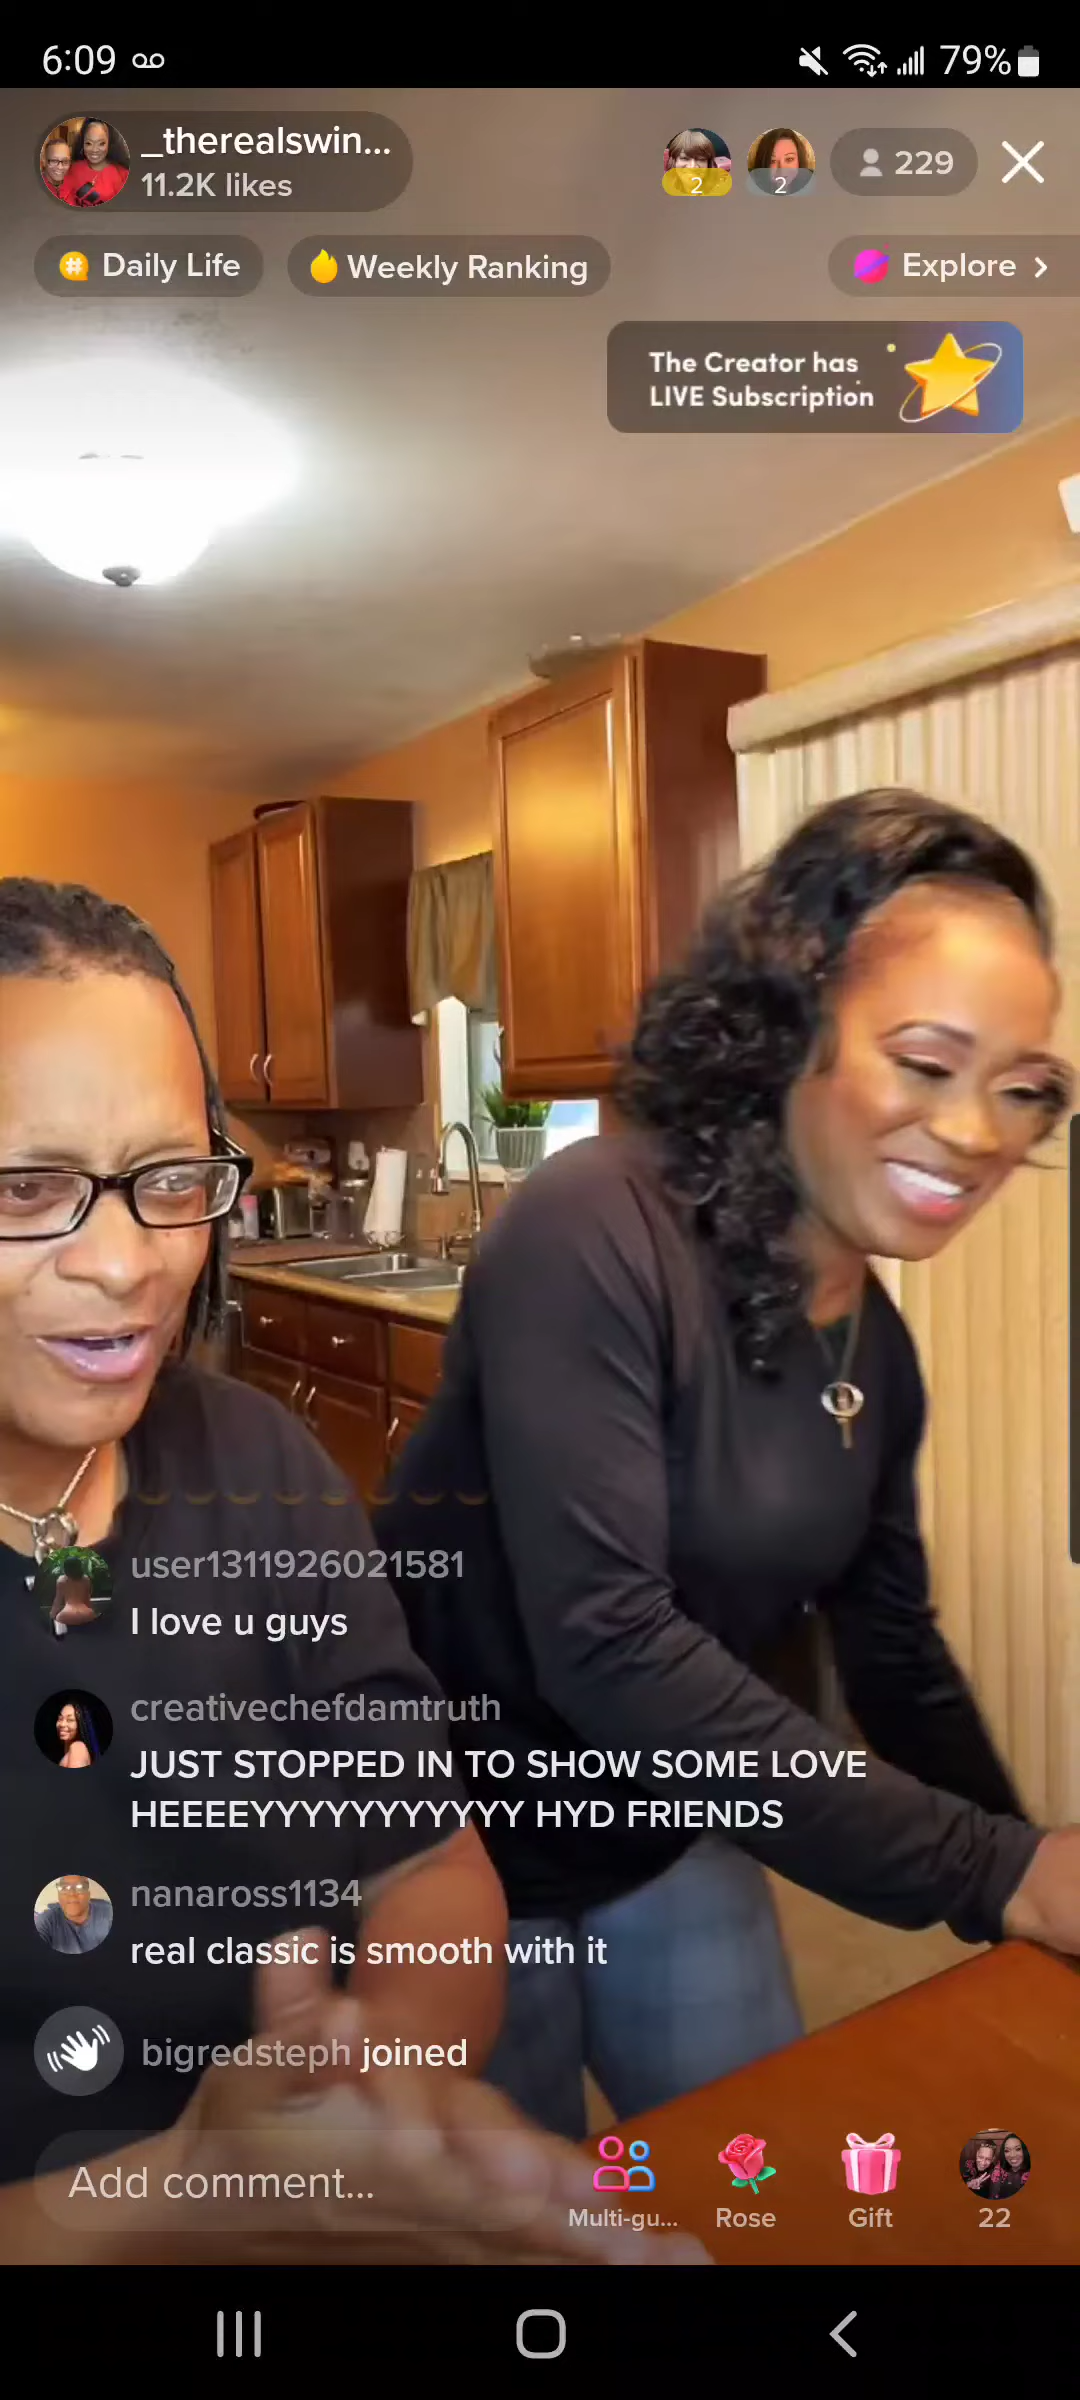 6:09
79%
_therealswin...
11.2K likes
2
2
229
Daily Life
Weekly Ranking
Explore
The Creator has
LIVE Subscription
user1311926021581
I love u guys
creativechefdamtruth
JUST STOPPED IN TO SHOW SOME LOVE
HEEEEYYYYYYYYYYY HYD FRIENDS
nanaross1134
real classic is smooth with it
bigredsteph joined
Add comment...
Multi-gu...
Rose
Gift
22